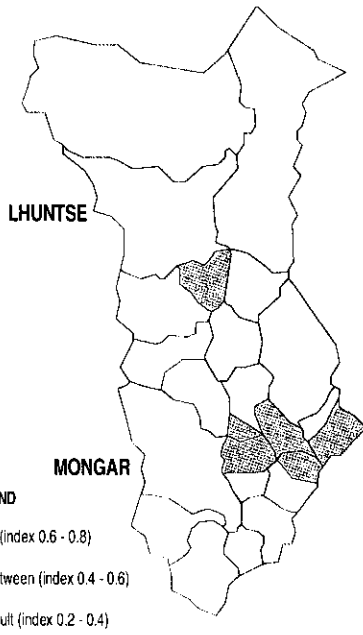 LHUNTSE
MONGAR
ND
(index 0.6 - 0.8)
tween (index 0.4 - 0.6)
ult (index 0.2 - 0.4)